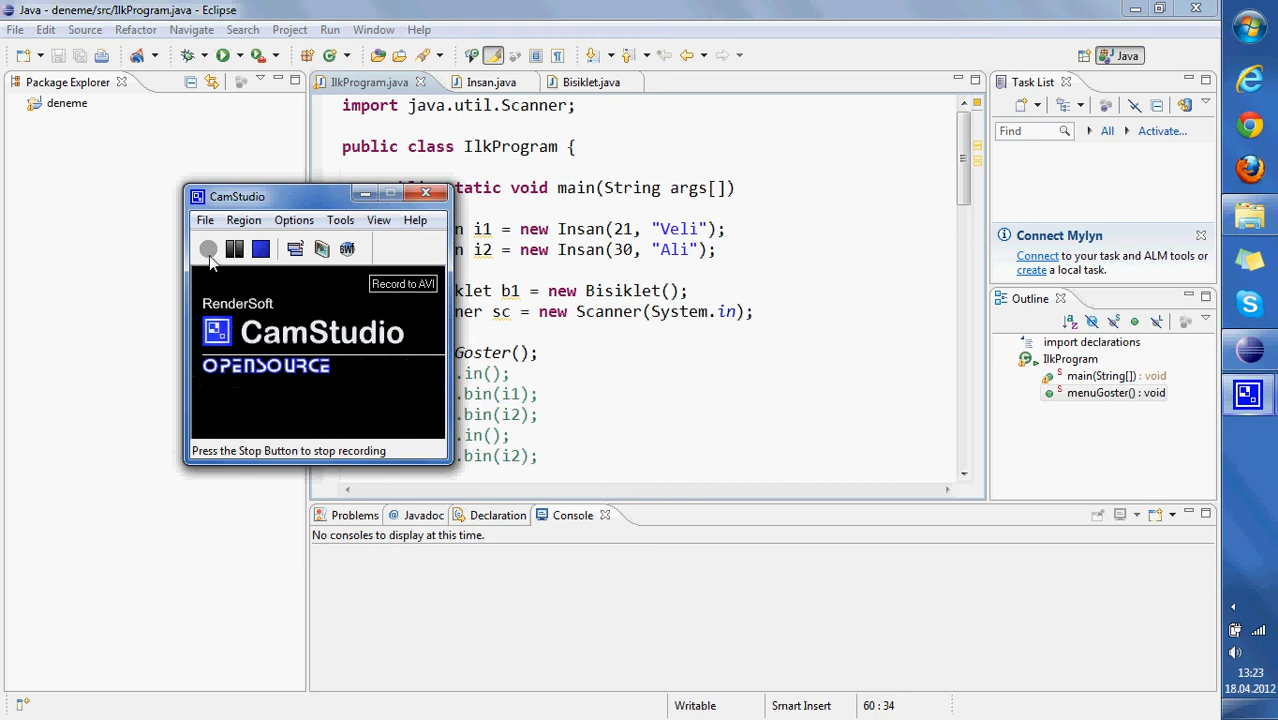 Java - deneme/src/IlkProgram.java - Eclipse
File Edit Source Refactor Navigate Search Project Run Window Help
Java
Package Explorer
deneme
IlkProgram.java Insan.java Bisiklet.java
import java.util.Scanner;
public class IlkProgram {
static void main(String args[])
i1 = new Insan(21, "Veli");
i2 = new Insan(30, "Ali");
klet b1 = new Bisiklet();
ner sc = new Scanner(System.in);
Goster();
.in();
.bin(i1);
.bin(i2);
.in();
.bin(i2);
CamStudio
File Region Options Tools View Help
Record to AVI
RenderSoft
CamStudio
OPENSOURCE
Press the Stop Button to stop recording
Task List
Find All Activate...
Connect Mylyn
Connect to your task and ALM tools or
create a local task.
Outline
import declarations
IlkProgram
main(String[]) : void
menuGoster() : void
Problems Javadoc Declaration Console
No consoles to display at this time.
Writable Smart Insert 60 : 34
13:23
18.04.2012